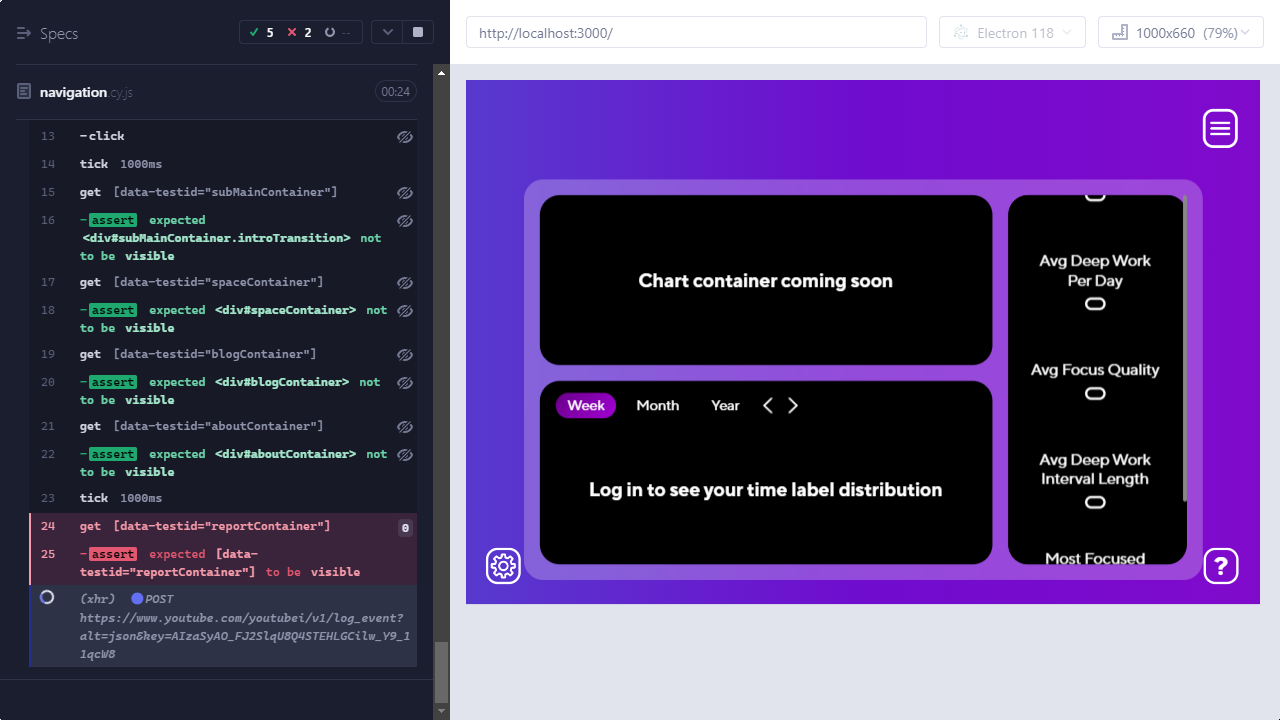 Specs
5
2
--
navigation.cy.js
00:24
13 -click
14 tick 1000ms
15 get [data-testid="subMainContainer"]
16 -assert expected
<div#subMainContainer.introTransition> not
to be visible
17 get [data-testid="spaceContainer"]
18 -assert expected <div#spaceContainer> not
to be visible
19 get [data-testid="blogContainer"]
20 -assert expected <div#blogContainer> not
to be visible
21 get [data-testid="aboutContainer"]
22 -assert expected <div#aboutContainer> not
to be visible
23 tick 1000ms
24 get [data-testid="reportContainer"] 0
25 -assert expected [data-
testid="reportContainer"] to be visible
(xhr) POST
https://www.youtube.com/youtubei/v1/log_event?
alt=json&key=AIzaSyAO_FJ2SlqU8Q4STEHLGCilw_Y9_1
1qcW8
http://localhost:3000/
Electron 118
1000x660 (79%)
Chart container coming soon
Week Month Year
Log in to see your time label distribution
Avg Deep Work
Per Day
Avg Focus Quality
Avg Deep Work
Interval Length
Most Focused
?